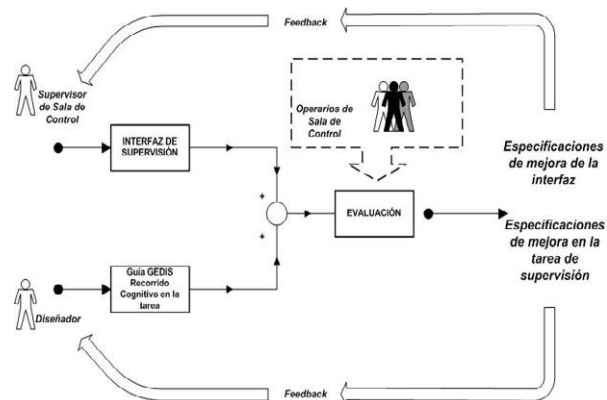 Feedback
Supervisor
de Sala de
Control
INTERFAZ DE
SUPERVISIÓN
Operarios de
Sala de
Control
Especificaciones
de mejora de la
interfaz
+
+
EVALUACIÓN
Especificaciones
de mejora en la
tarea de
supervisión
Guía GEDIS
Recorrido
Cognitivo en la
tarea
Diseñador
Feedback